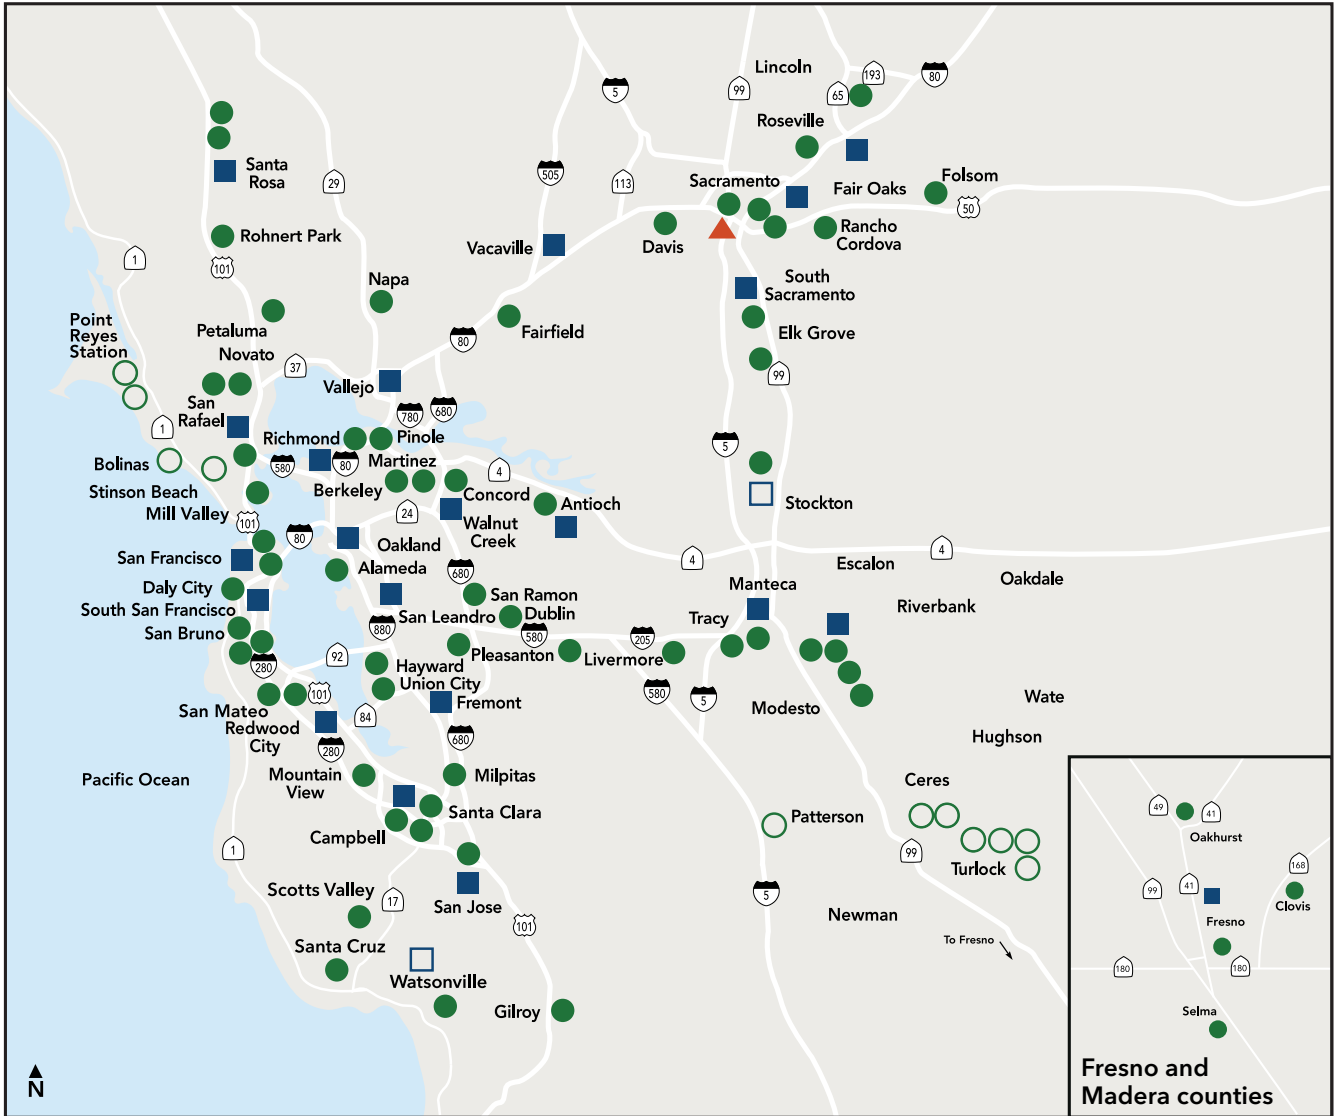 Lincoln
193
80
5
99
65
Roseville
Santa
Rosa
29
505
113
Sacramento
Fair Oaks
Folsom
50
Rohnert Park
Vacaville
Davis
Rancho
Cordova
1
101
Napa
South
Sacramento
Point
Reyes
Station
Petaluma
Fairfield
Elk Grove
Novato
80
37
99
Vallejo
San
Rafael
780
680
1
Richmond
Pinole
5
Bolinas
580
80
Martinez
4
Stinson Beach
Berkeley
Concord
Antioch
Stockton
Mill Valley
101
24
Walnut
Creek
80
Oakland
San Francisco
Alameda
680
4
Escalon
4
Daly City
Manteca
Oakdale
South San Francisco
San Leandro
San Ramon
Dublin
Riverbank
San Bruno
880
580
205
Tracy
280
92
Pleasanton
Livermore
Hayward
Union City
580
5
San Mateo
101
84
Fremont
Modesto
Wate
Redwood
City
280
680
Hughson
Pacific Ocean
Mountain
View
Milpitas
Ceres
Santa Clara
Patterson
Campbell
1
99
Turlock
Scotts Valley
17
San Jose
5
Newman
101
To Fresno
Santa Cruz
Watsonville
Gilroy
N
49
41
Oakhurst
168
99
41
Clovis
Fresno
180
180
Selma
Fresno and
Madera counties